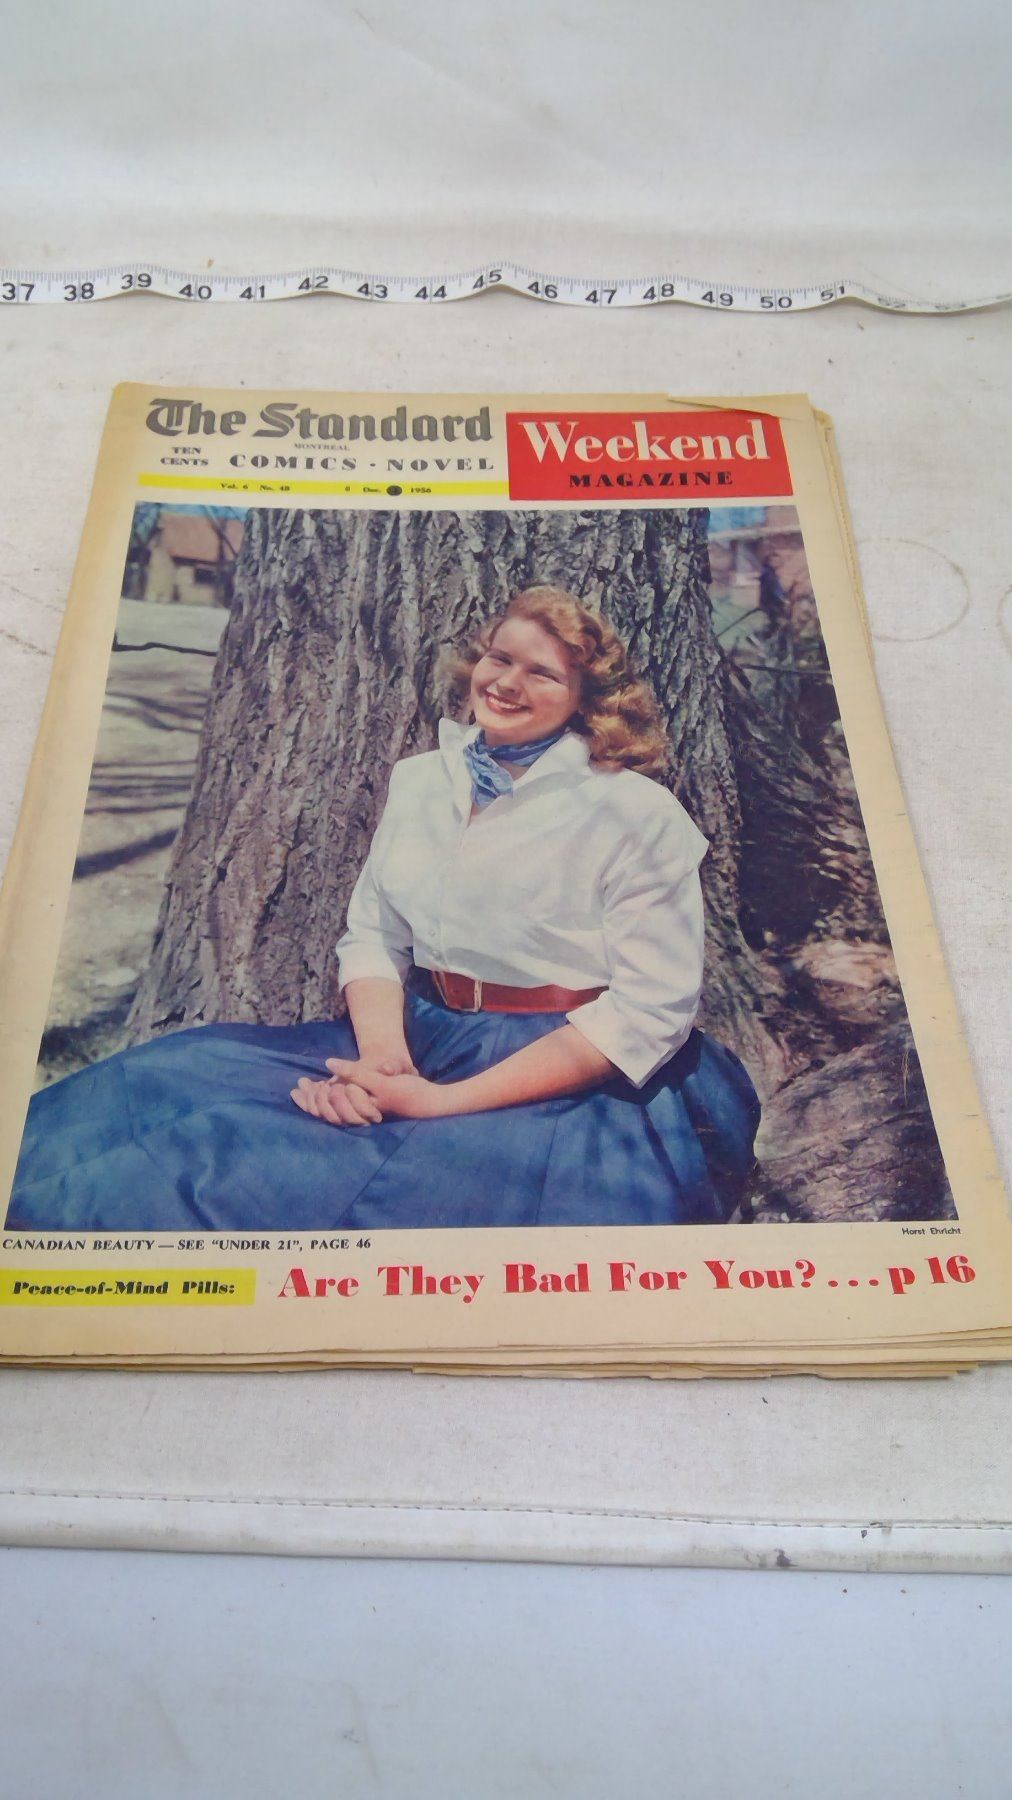 37 38 39 40 41 42 43 44 45 46 47 48 49 50 51
The Standard
MONTREAL
TEN CENTS
COMICS · NOVEL
Vol. 6 No. 48 Dec. 1956
Weekend
MAGAZINE
Horst Ehricht
CANADIAN BEAUTY — SEE "UNDER 21", PAGE 46
Peace-of-Mind Pills: Are They Bad For You? . . . p 16